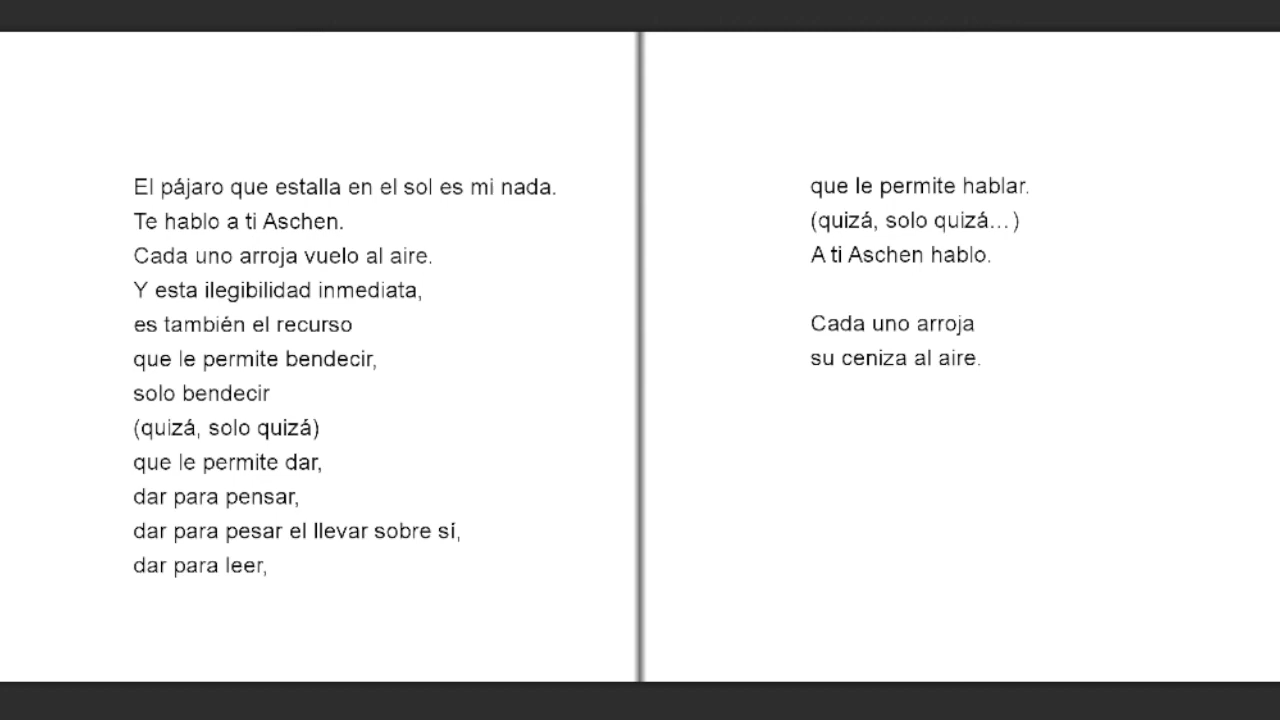 El pájaro que estalla en el sol es mi nada.
Te hablo a ti Aschen.
Cada uno arroja vuelo al aire.
Y esta ilegibilidad inmediata,
es también el recurso
que le permite bendecir,
solo bendecir
(quizá, solo quizá)
que le permite dar,
dar para pensar,
dar para pesar el llevar sobre sí,
dar para leer,
que le permite hablar.
(quizá, solo quizá...)
A ti Aschen hablo.
Cada uno arroja
su ceniza al aire.